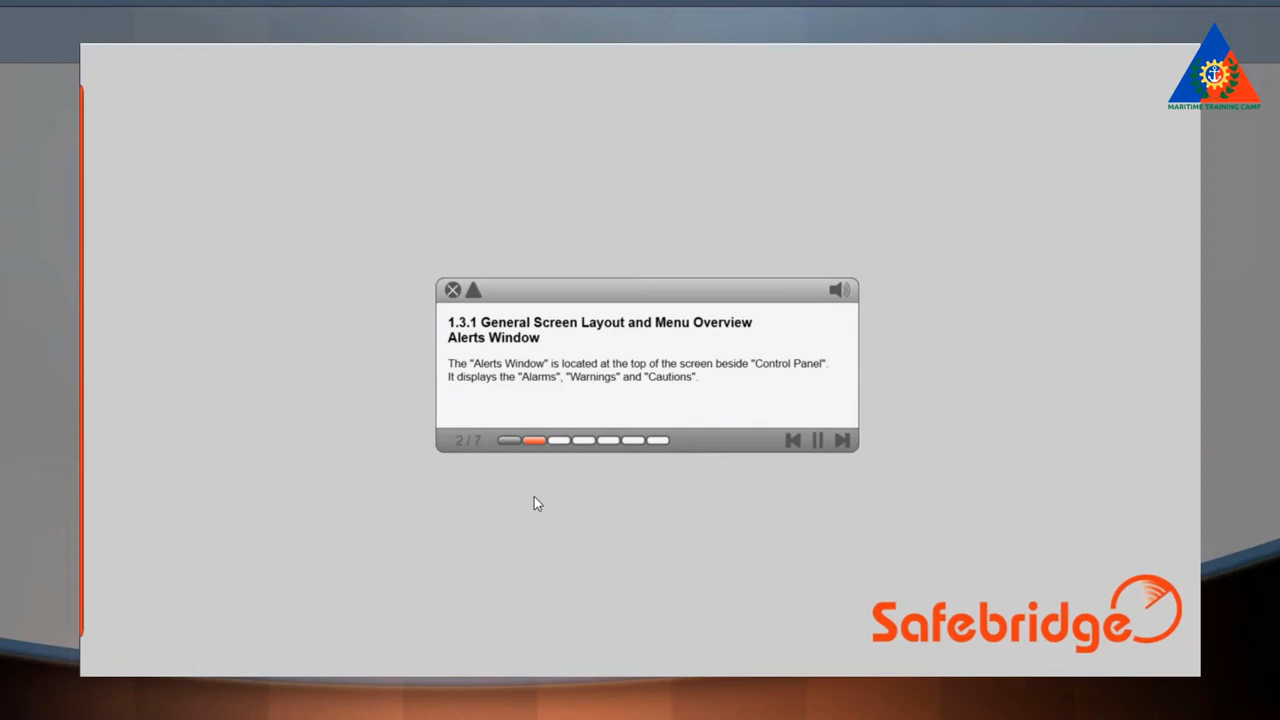 MARITIME TRAINING CAMP
1.3.1 General Screen Layout and Menu Overview
Alerts Window
The "Alerts Window" is located at the top of the screen beside "Control Panel".
It displays the "Alarms", "Warnings" and "Cautions".
2 / 7
Safebridge